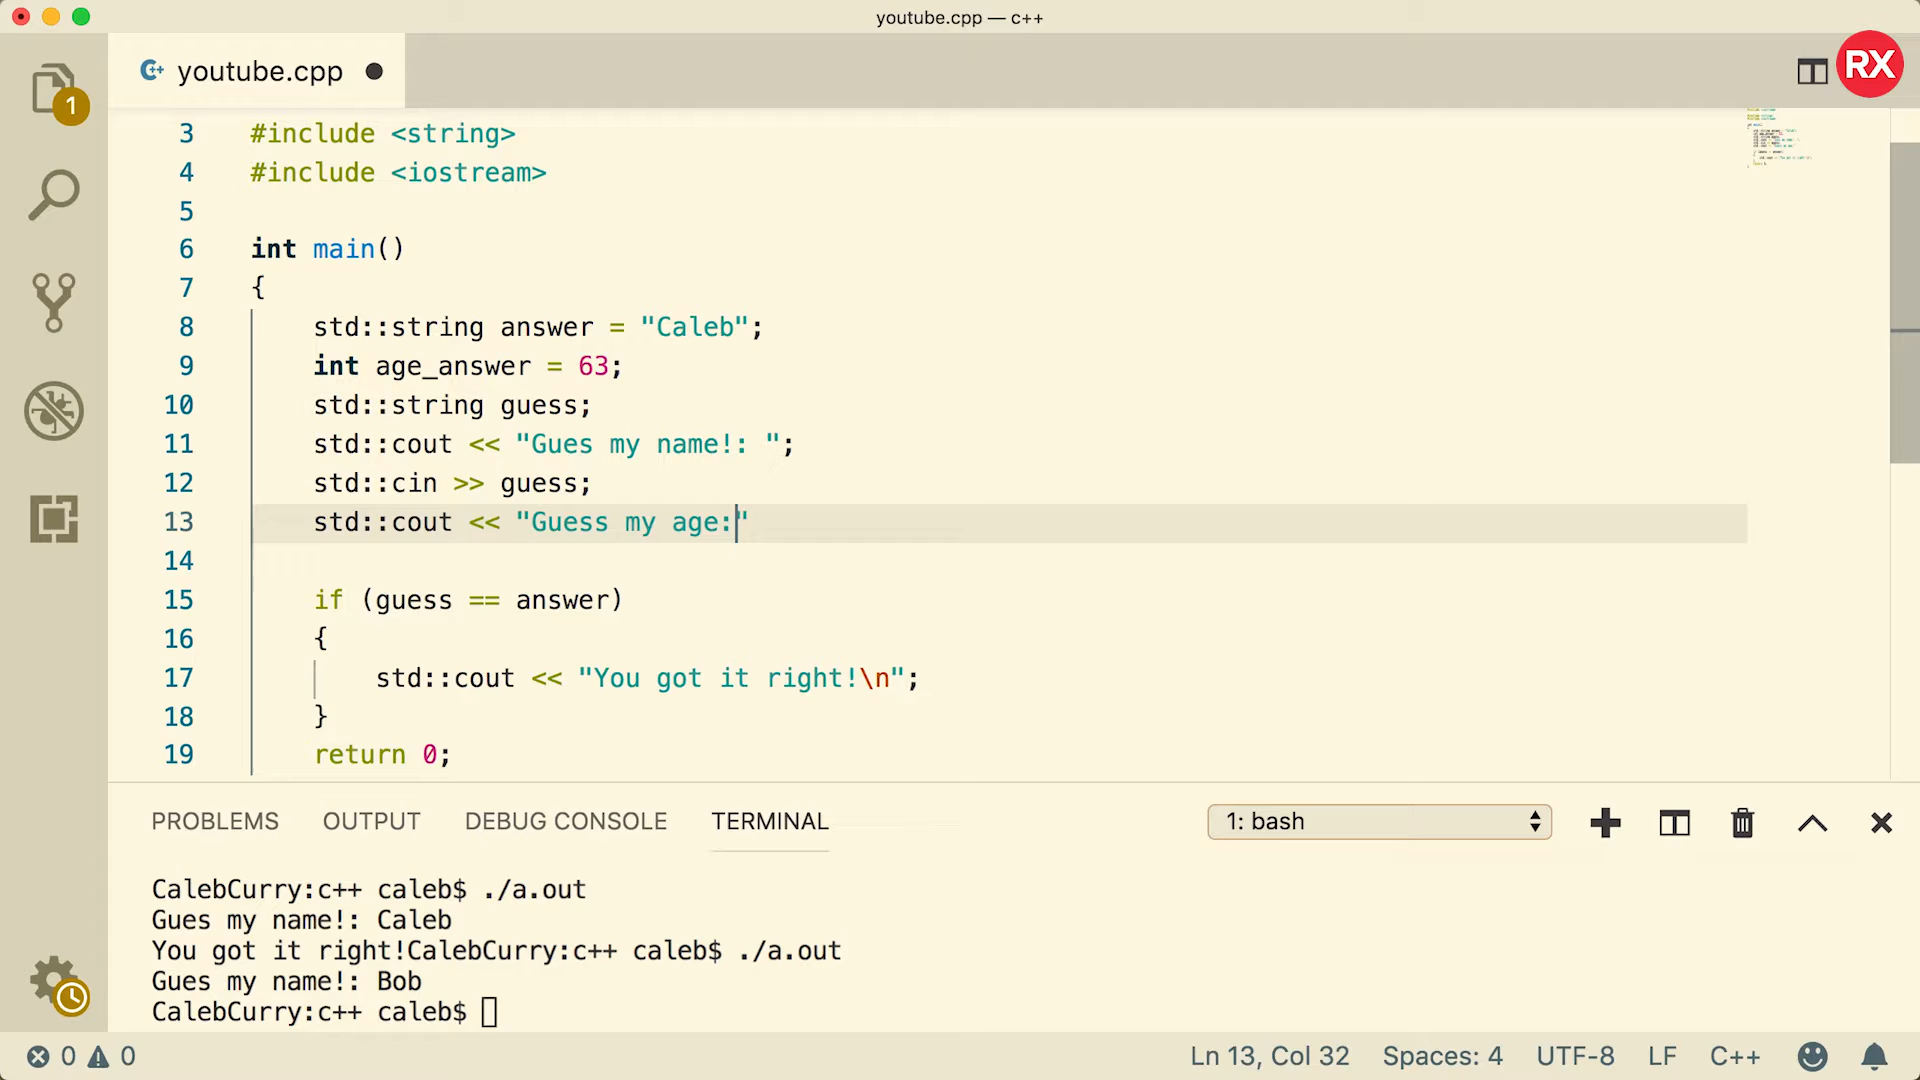 youtube.cpp — c++
youtube.cpp
RX
1
3 #include <string>
4 #include <iostream>
5
6 int main()
7 {
8 std::string answer = "Caleb";
9 int age_answer = 63;
10 std::string guess;
11 std::cout << "Gues my name!: ";
12 std::cin >> guess;
13 std::cout << "Guess my age:"
14
15 if (guess == answer)
16 {
17 std::cout << "You got it right!\n";
18 }
19 return 0;
PROBLEMS OUTPUT DEBUG CONSOLE TERMINAL 1: bash
CalebCurry:c++ caleb$ ./a.out
Gues my name!: Caleb
You got it right!CalebCurry:c++ caleb$ ./a.out
Gues my name!: Bob
CalebCurry:c++ caleb$
0 0 Ln 13, Col 32 Spaces: 4 UTF-8 LF C++